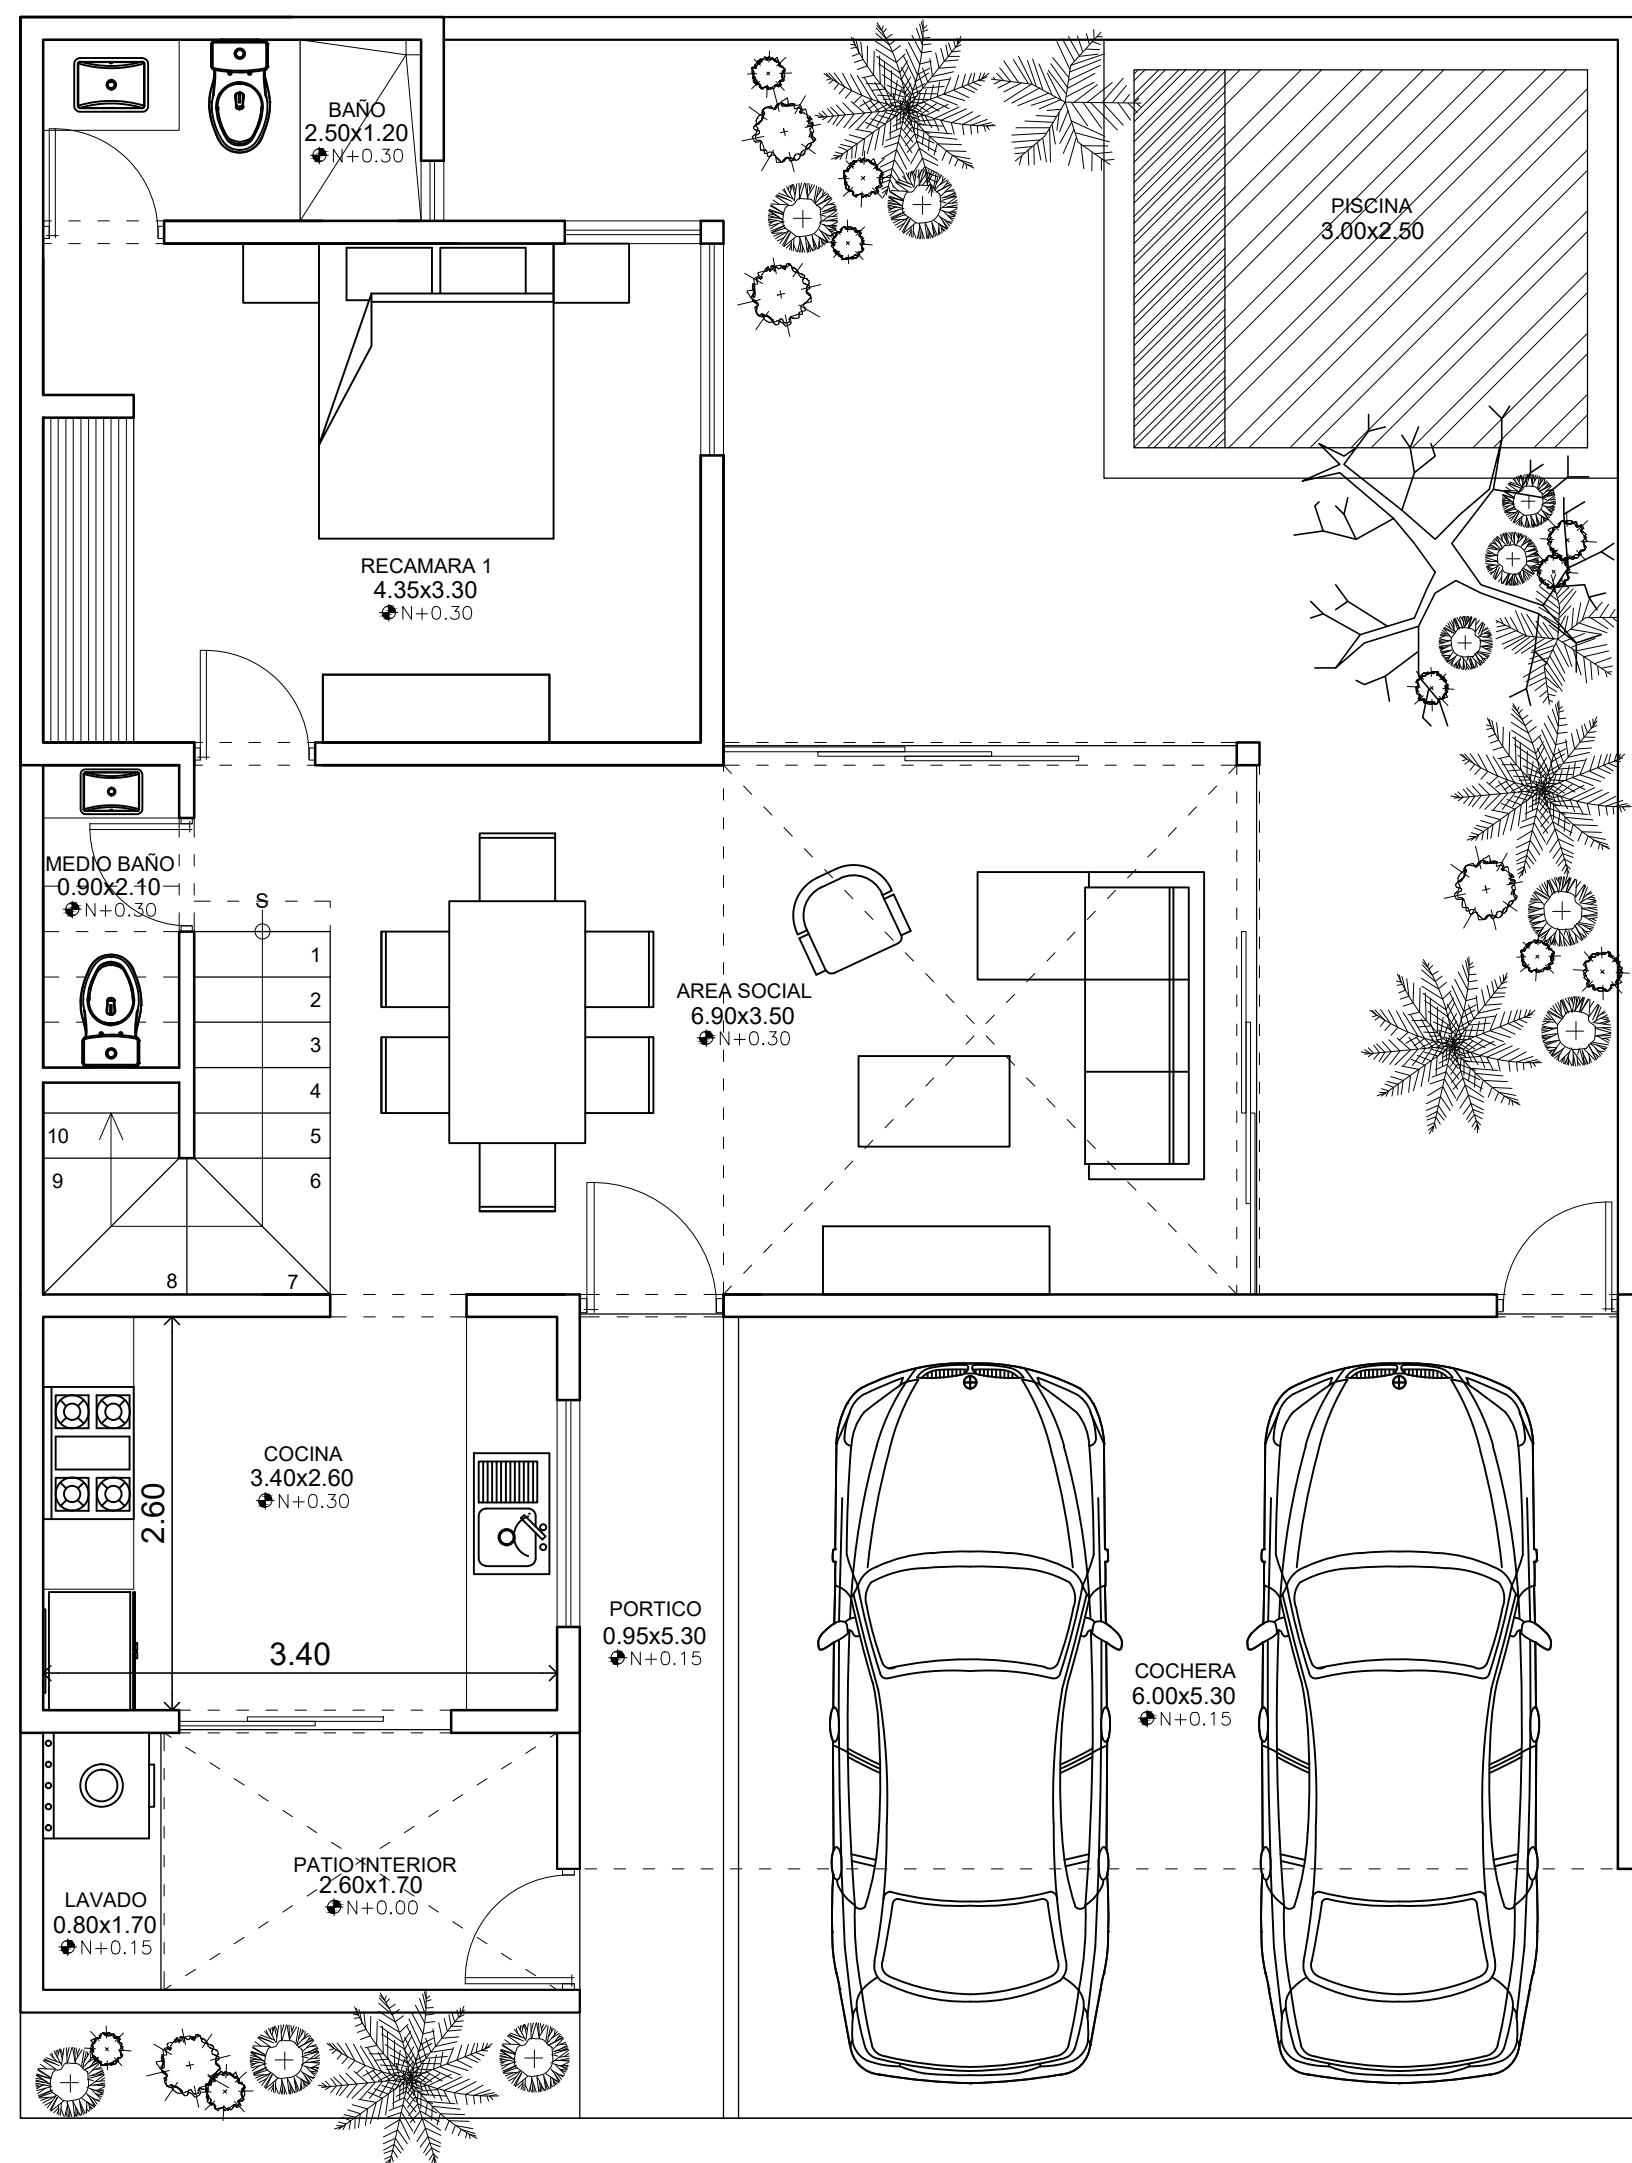 BAÑO
2.50x1.20
N+0.30
PISCINA
3.00x2.50
RECAMARA 1
4.35x3.30
N+0.30
MEDIO BAÑO
0.90x2.10
N+0.30
S
1
2
3
4
5
6
7
8
9
10
AREA SOCIAL
6.90x3.50
N+0.30
COCINA
3.40x2.60
N+0.30
2.60
3.40
PORTICO
0.95x5.30
N+0.15
COCHERA
6.00x5.30
N+0.15
PATIO INTERIOR
2.60x1.70
N+0.00
LAVADO
0.80x1.70
N+0.15